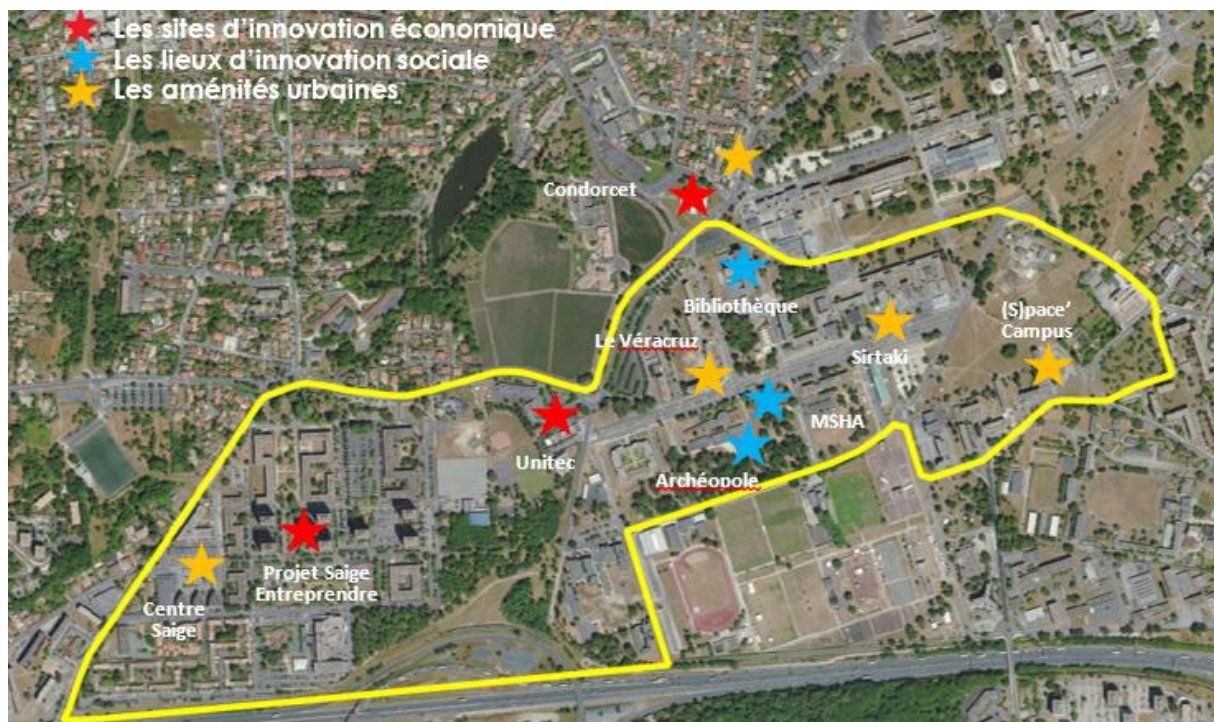 Les sites d'innovation économique
Les lieux d'innovation sociale
Les aménités urbaines
Condorcet
Bibliothèque
(S)pace'
Campus
Le Véracruz
Sirtaki
MSHA
Unitec
Archéopole
Projet Saige
Entreprendre
Centre
Saige